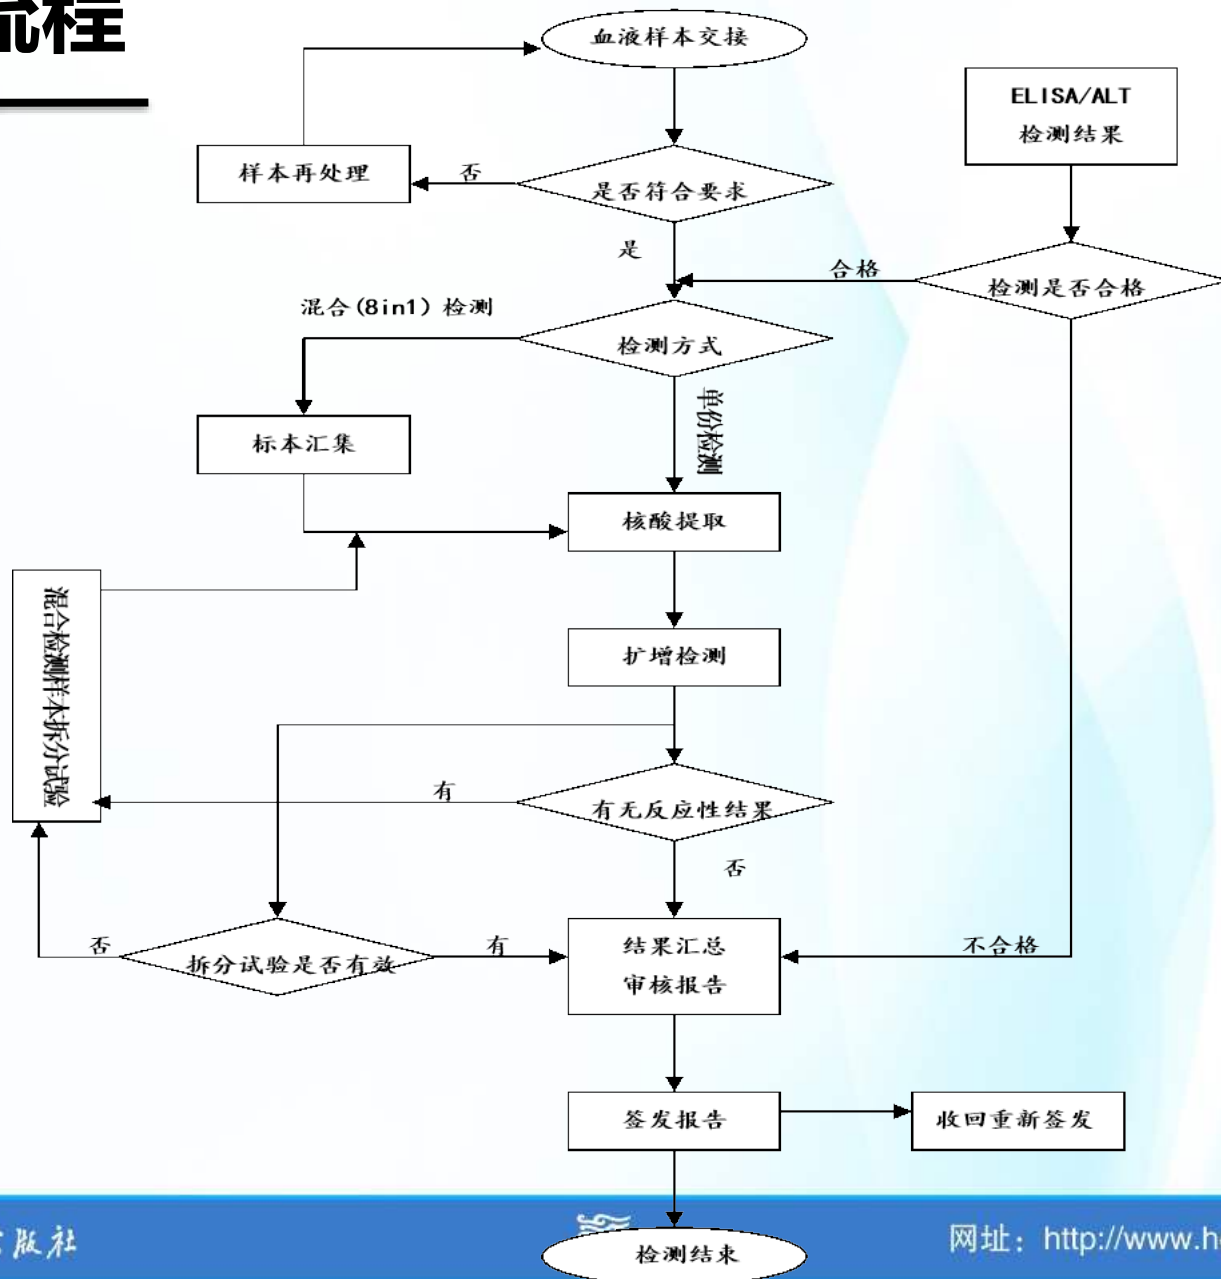 流程
血液样本交接
ELISA/ALT
检测结果
样本再处理
否
是否符合要求
是
合格
检测是否合格
混合(8in1) 检测
检测方式
单份检测
标本汇集
核酸提取
混合检测样本拆分试验
扩增检测
有
有无反应性结果
否
否
拆分试验是否有效
有
结果汇总
审核报告
不合格
签发报告
收回重新签发
版社
网址：http://www.h
检测结束